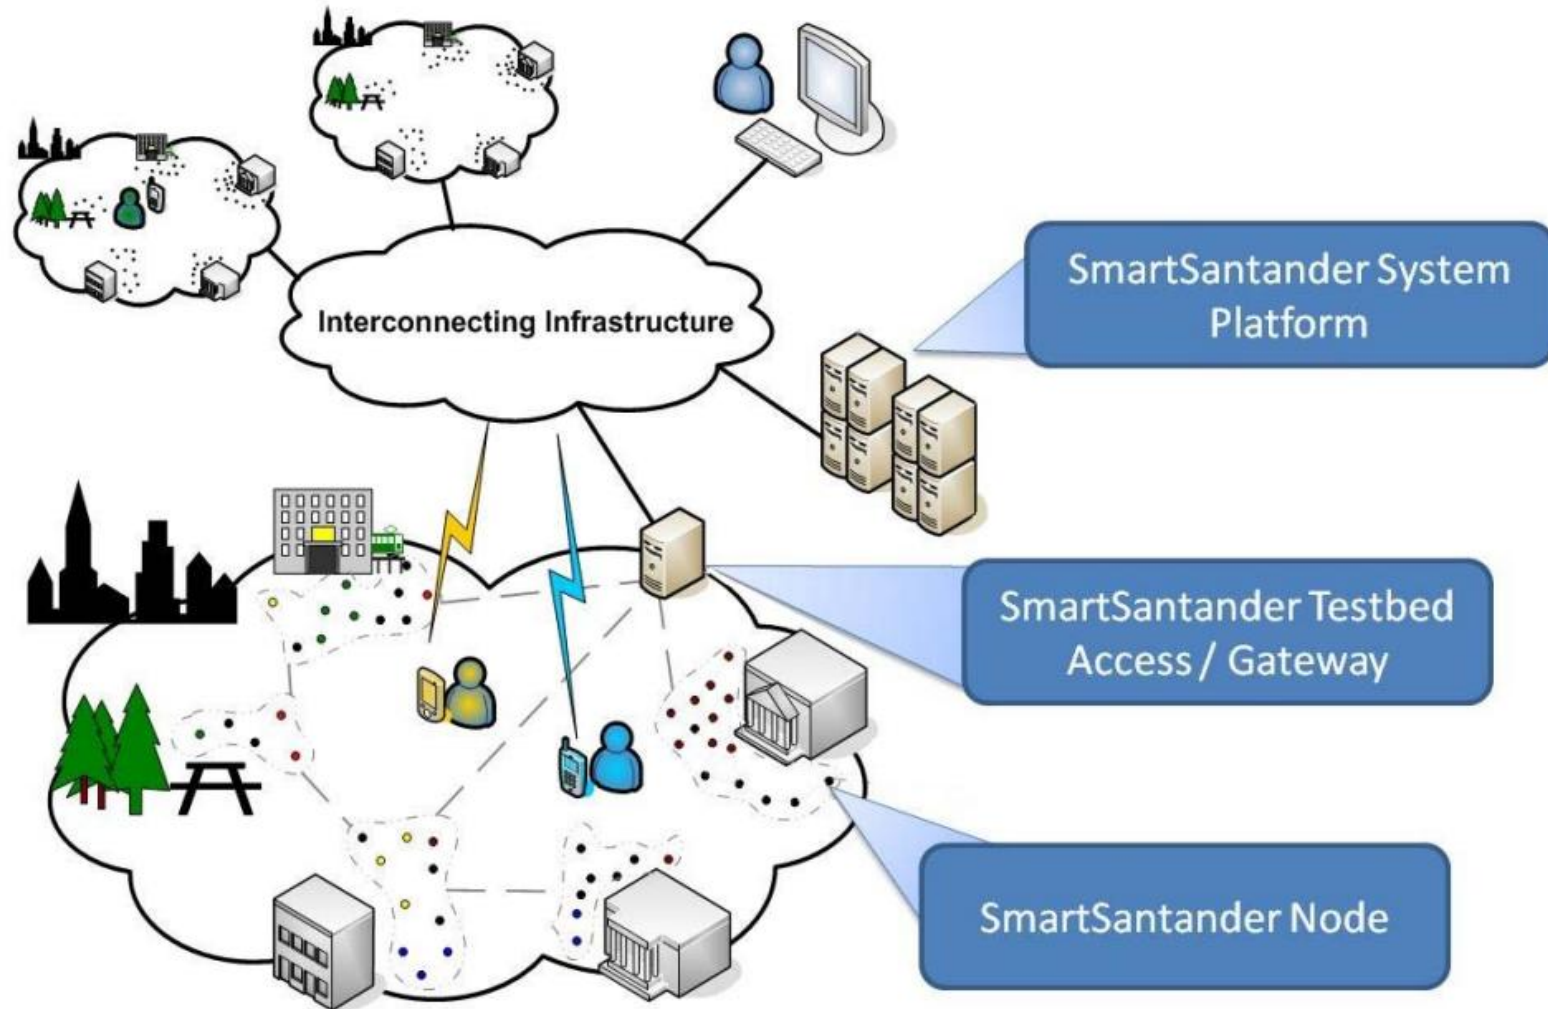 Interconnecting Infrastructure
SmartSantander System
Platform
SmartSantander Testbed
Access / Gateway
SmartSantander Node